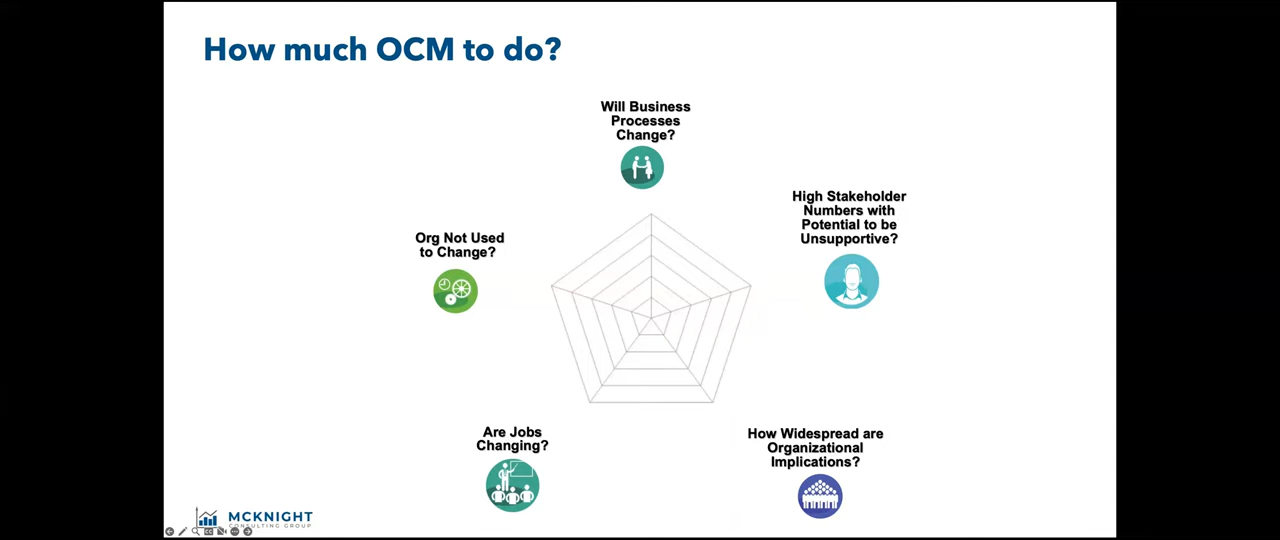 How much OCM to do?
Will Business
Processes
Change?
High Stakeholder
Numbers with
Potential to be
Unsupportive?
Org Not Used
to Change?
Are Jobs
Changing?
How Widespread are
Organizational
Implications?
MCKNIGHT
CONSULTING GROUP